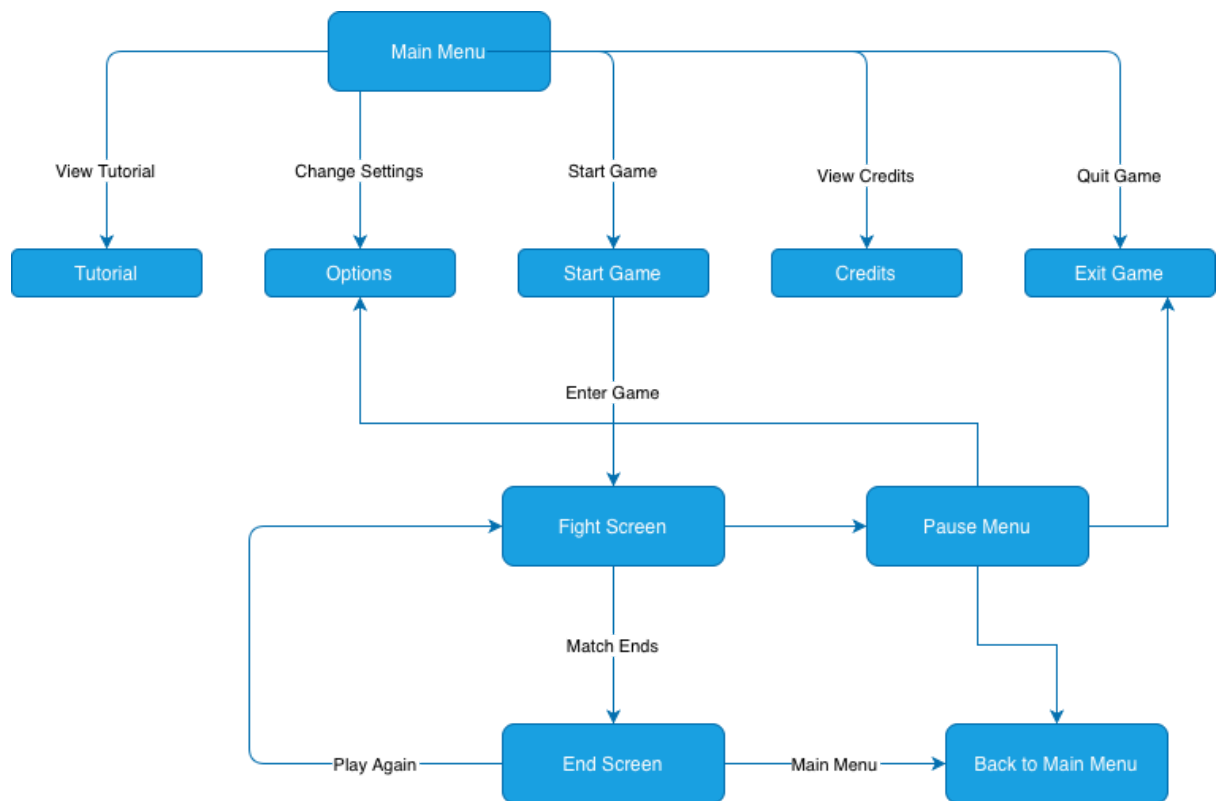 Main Menu
View Tutorial
Change Settings
Start Game
View Credits
Quit Game
Tutorial
Options
Start Game
Credits
Exit Game
Enter Game
Fight Screen
Pause Menu
Match Ends
Play Again
End Screen
Main Menu
Back to Main Menu